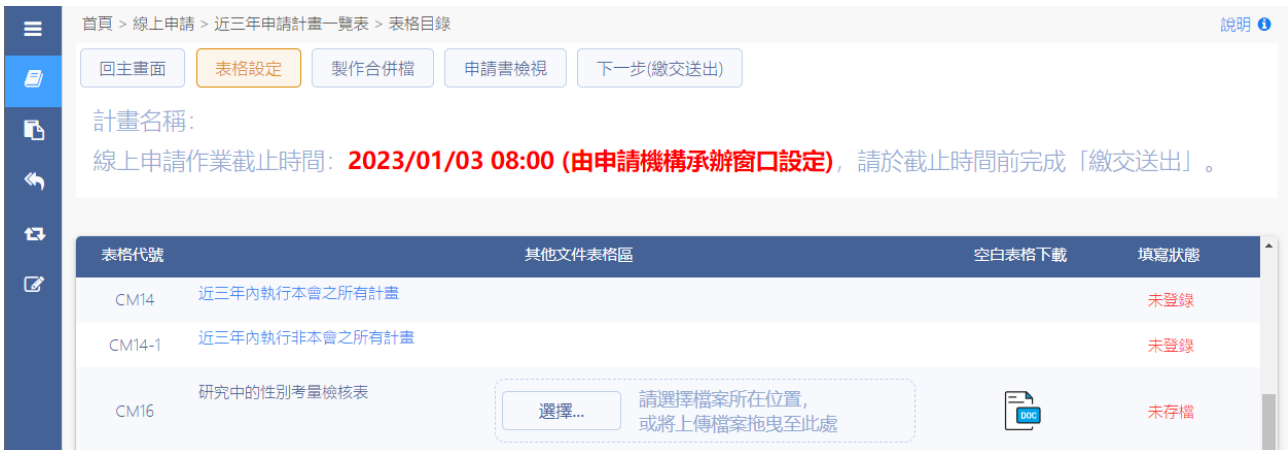 首頁 > 線上申請 > 近三年申請計畫一覽表 > 表格目錄
說明
回主畫面 表格設定 製作合併檔 申請書檢視 下一步(繳交送出)
計畫名稱:
線上申請作業截止時間: 2023/01/03 08:00 (由申請機構承辦窗口設定), 請於截止時間前完成「繳交送出」。
表格代號 其他文件表格區 空白表格下載 填寫狀態
CM14 近三年內執行本會之所有計畫 未登錄
CM14-1 近三年內執行非本會之所有計畫 未登錄
CM16 研究中的性別考量檢核表 選擇... 請選擇檔案所在位置, DOC 未存檔
或將上傳檔案拖曳至此處